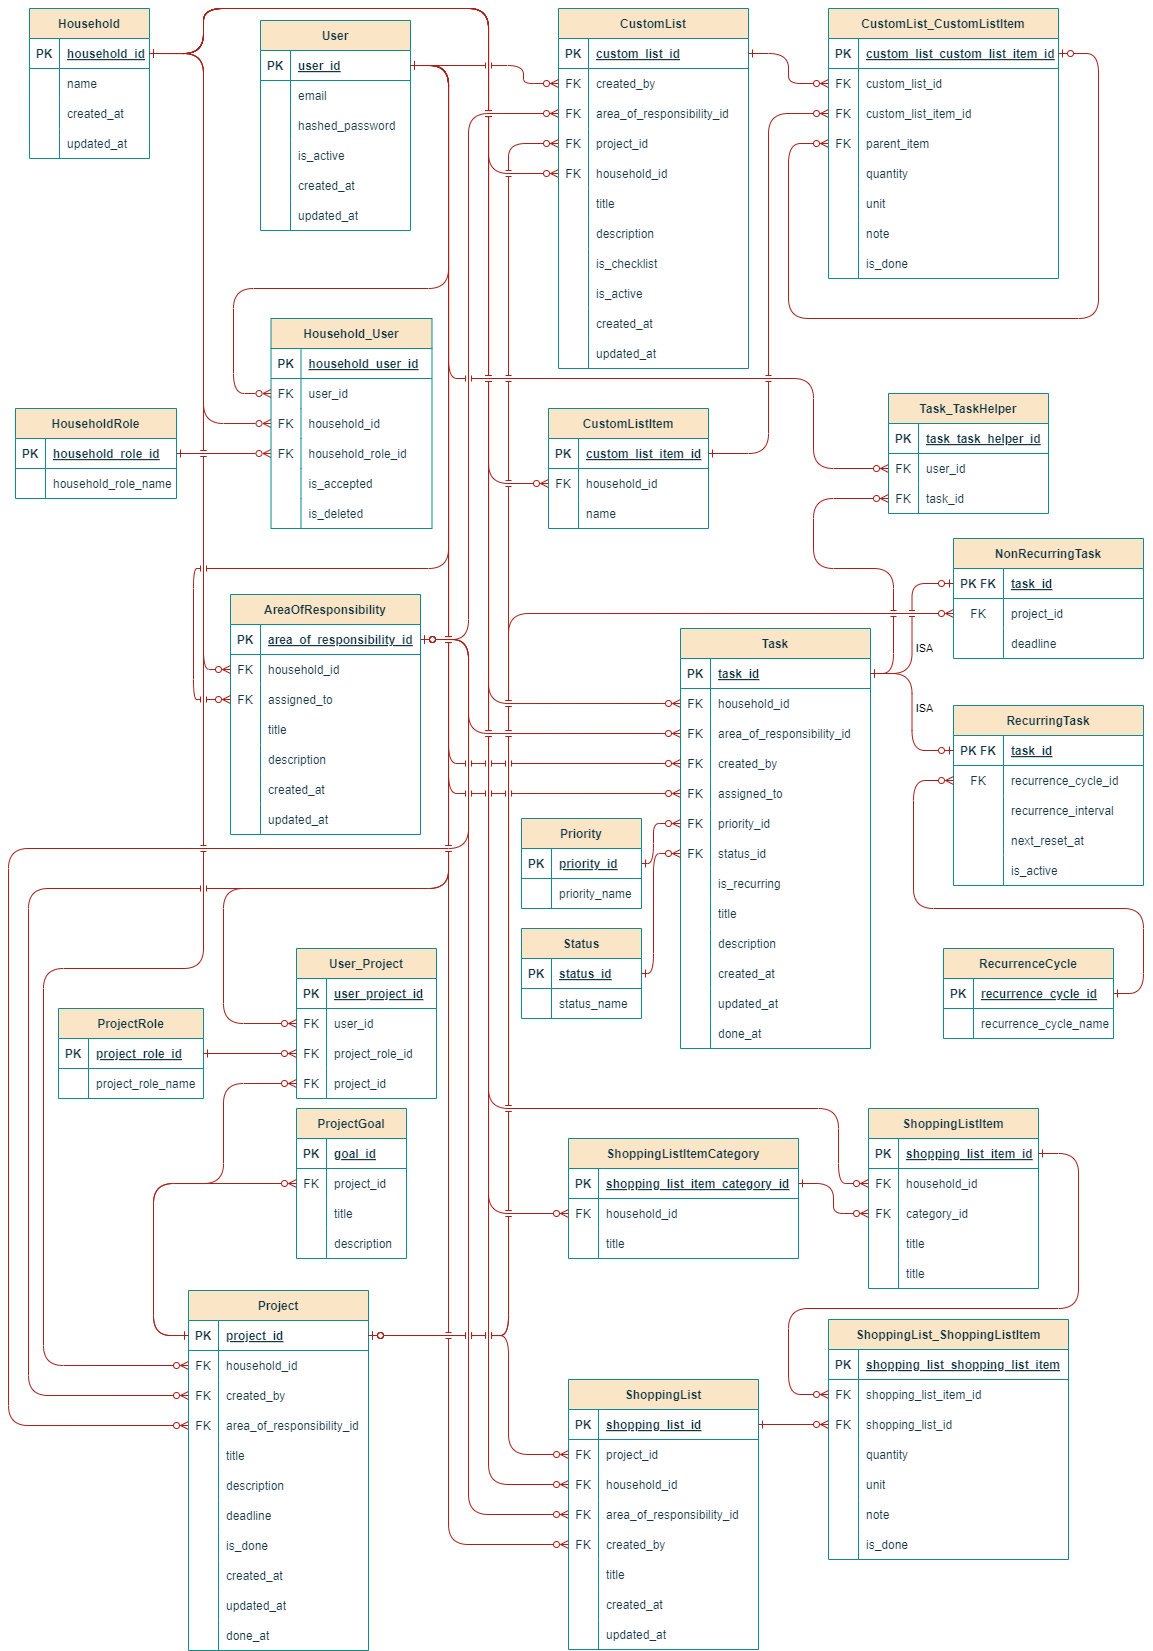 Household
PK household_id
name
created_at
updated_at
User
PK user_id
email
hashed_password
is_active
created_at
updated_at
CustomList
PK custom_list_id
FK created_by
FK area_of_responsibility_id
FK project_id
FK household_id
title
description
is_checklist
is_active
created_at
updated_at
CustomList_CustomListItem
PK custom_list_custom_list_item_id
FK custom_list_id
FK custom_list_item_id
FK parent_item
quantity
unit
note
is_done
Household_User
PK household_user_id
FK user_id
FK household_id
FK household_role_id
is_accepted
is_deleted
HouseholdRole
PK household_role_id
household_role_name
CustomListItem
PK custom_list_item_id
FK household_id
name
Task_TaskHelper
PK task_task_helper_id
FK user_id
FK task_id
NonRecurringTask
PK FK task_id
FK project_id
deadline
AreaOfResponsibility
PK area_of_responsibility_id
FK household_id
FK assigned_to
title
description
created_at
updated_at
Task
PK task_id
FK household_id
FK area_of_responsibility_id
FK created_by
FK assigned_to
FK priority_id
FK status_id
is_recurring
title
description
created_at
updated_at
done_at
ISA
ISA
RecurringTask
PK FK task_id
FK recurrence_cycle_id
recurrence_interval
next_reset_at
is_active
Priority
PK priority_id
priority_name
Status
PK status_id
status_name
RecurrenceCycle
PK recurrence_cycle_id
recurrence_cycle_name
User_Project
PK user_project_id
FK user_id
FK project_role_id
FK project_id
ProjectRole
PK project_role_id
project_role_name
ProjectGoal
PK goal_id
FK project_id
title
description
ShoppingListItemCategory
PK shopping_list_item_category_id
FK household_id
title
ShoppingListItem
PK shopping_list_item_id
FK household_id
FK category_id
title
title
Project
PK project_id
FK household_id
FK created_by
FK area_of_responsibility_id
title
description
deadline
is_done
created_at
updated_at
done_at
ShoppingList
PK shopping_list_id
FK project_id
FK household_id
FK area_of_responsibility_id
FK created_by
title
created_at
updated_at
ShoppingList_ShoppingListItem
PK shopping_list_shopping_list_item
FK shopping_list_item_id
FK shopping_list_id
quantity
unit
note
is_done